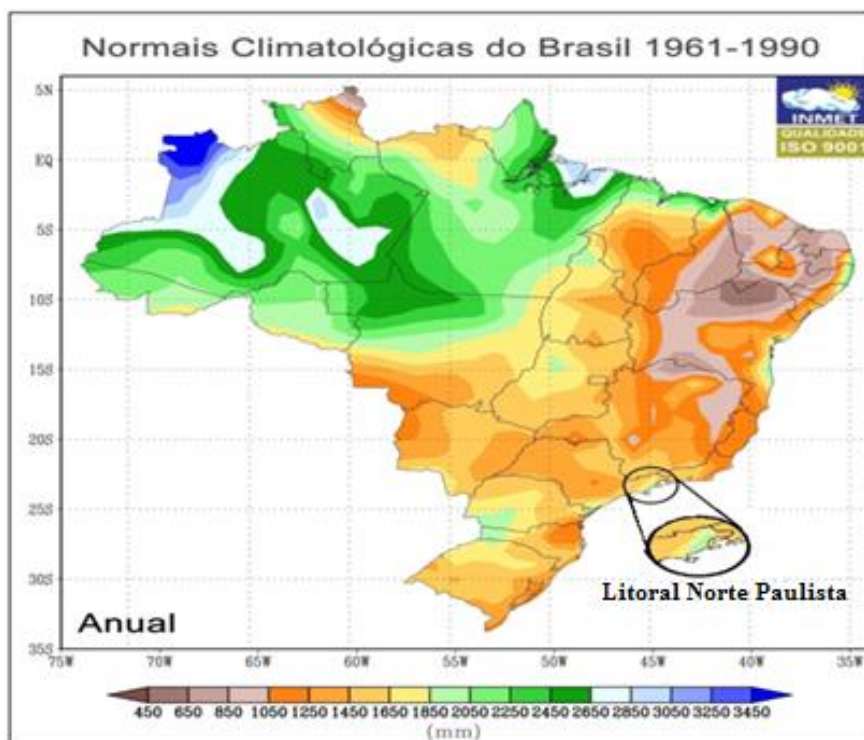 Normais Climatológicas do Brasil 1961-1990
5N
INMET
QUALIDADE
ISO 9001
EQ
5S
10S
15S
20S
25S
Litoral Norte Paulista
30S
Anual
35S
75W 70W 60W 55W 50W 45W 40W 35W
450 650 850 1050 1250 1450 1650 1850 2050 2250 2450 2650 2850 3050 3250 3450
(mm)